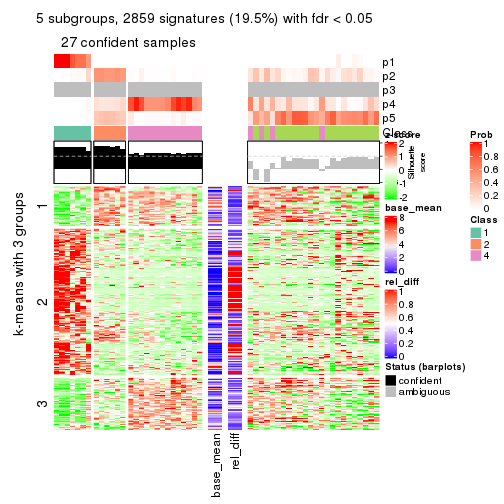 5 subgroups, 2859 signatures (19.5%) with fdr < 0.05
27 confident samples
p1
p2
p3
p4
p5
Class
Silhouette
score
k-means with 3 groups
1
2
3
base_mean
rel_diff
z-score
2
1
0
-1
-2
base_mean
8
6
4
2
0
rel_diff
1
0.8
0.6
0.4
0.2
0
Status (barplots)
confident
ambiguous
Prob
1
0.8
0.6
0.4
0.2
0
Class
1
2
4